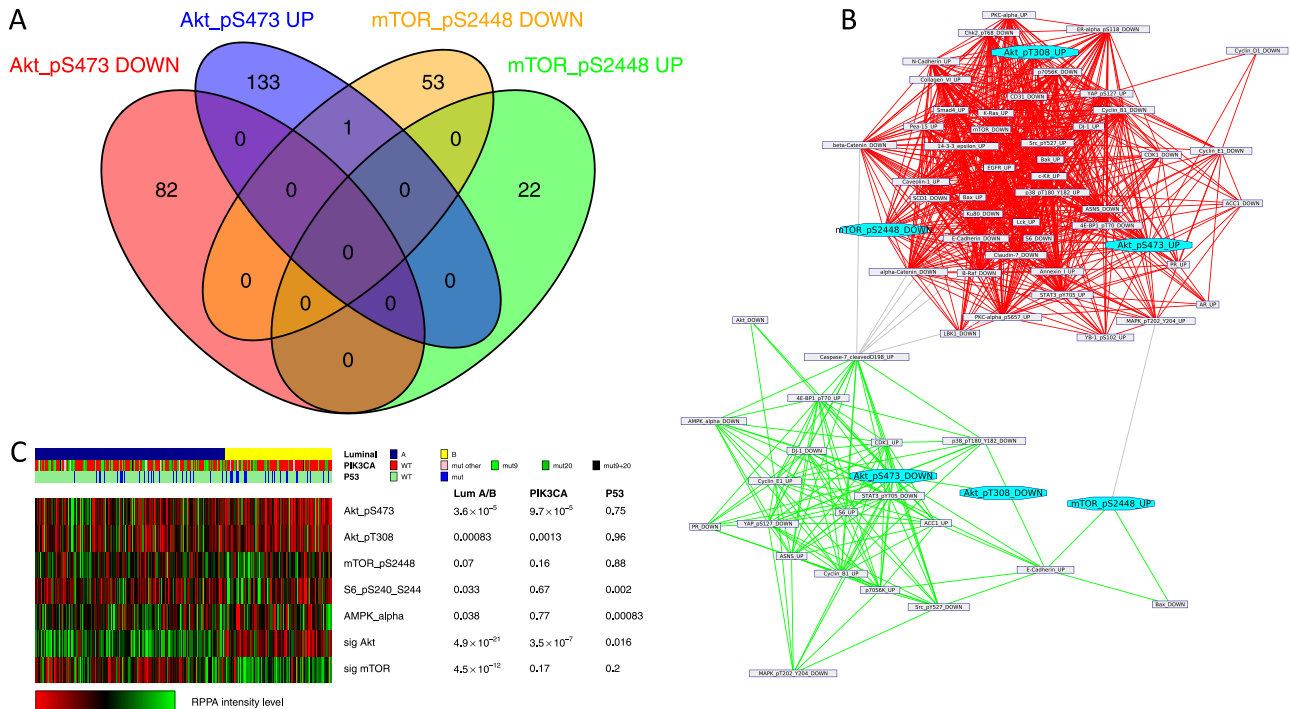 A
Akt_pS473 UP
mTOR_pS2448 DOWN
Akt_pS473 DOWN
mTOR_pS2448 UP
133
53
1
0
0
82
0
0
22
0
0
0
0
0
0
B
PKC-alpha_UP
Chk2_pT68_DOWN
ER-alpha_pS118_DOWN
Akt_pT308_UP
Cyclin_D1_DOWN
N-Cadherin_UP
p70S6K_DOWN
Collagen_VI_UP
YAP_pS127_UP
CD31_DOWN
Smad4_UP
K-Ras_UP
Cyclin_B1_DOWN
Pea-15_UP
mTOR_DOWN
DJ-1_UP
beta-Catenin_DOWN
14-3-3_epsilon_UP
Src_pY527_UP
Cyclin_E1_DOWN
CDK1_DOWN
Bak_UP
EGFR_UP
c-Kit_UP
Caveolin-1_UP
p38_pT180_Y182_UP
SCD1_DOWN
Bax_UP
ACC1_DOWN
ASNS_DOWN
Ku80_DOWN
Lck_UP
4E-BP1_pT70_DOWN
mTOR_pS2448_DOWN
E-Cadherin_DOWN
S6_DOWN
Akt_pS473_UP
Claudin-7_DOWN
PR_UP
alpha-Catenin_DOWN
B-Raf_DOWN
Annexin_I_UP
STAT3_pY705_UP
AR_UP
PKC-alpha_pS657_UP
MAPK_pT202_Y204_UP
LBK1_DOWN
YB-1_pS102_UP
Akt_DOWN
Caspase-7_cleavedD198_UP
4E-BP1_pT70_UP
AMPK_alpha_DOWN
CDK1_UP
p38_pT180_Y182_DOWN
DJ-1_DOWN
Akt_pS473_DOWN
Cyclin_E1_UP
Akt_pT308_DOWN
STAT3_pY705_DOWN
mTOR_pS2448_UP
S6_UP
PR_DOWN
YAP_pS127_DOWN
ACC1_UP
ASNS_UP
Cyclin_B1_UP
E-Cadherin_UP
p70S6K_UP
Src_pY527_DOWN
Bax_DOWN
MAPK_pT202_Y204_DOWN
C
Luminal A B
PIK3CA WT mut other mut9 mut20 mut9+20
P53 WT mut
Lum A/B PIK3CA P53
Akt_pS473 3.6 × 10⁻⁵ 9.7 × 10⁻⁵ 0.75
Akt_pT308 0.00083 0.0013 0.96
mTOR_pS2448 0.07 0.16 0.88
S6_pS240_S244 0.033 0.67 0.002
AMPK_alpha 0.038 0.77 0.00083
sig Akt 4.9 × 10⁻²¹ 3.5 × 10⁻⁷ 0.016
sig mTOR 4.5 × 10⁻¹² 0.17 0.2
RPPA intensity level